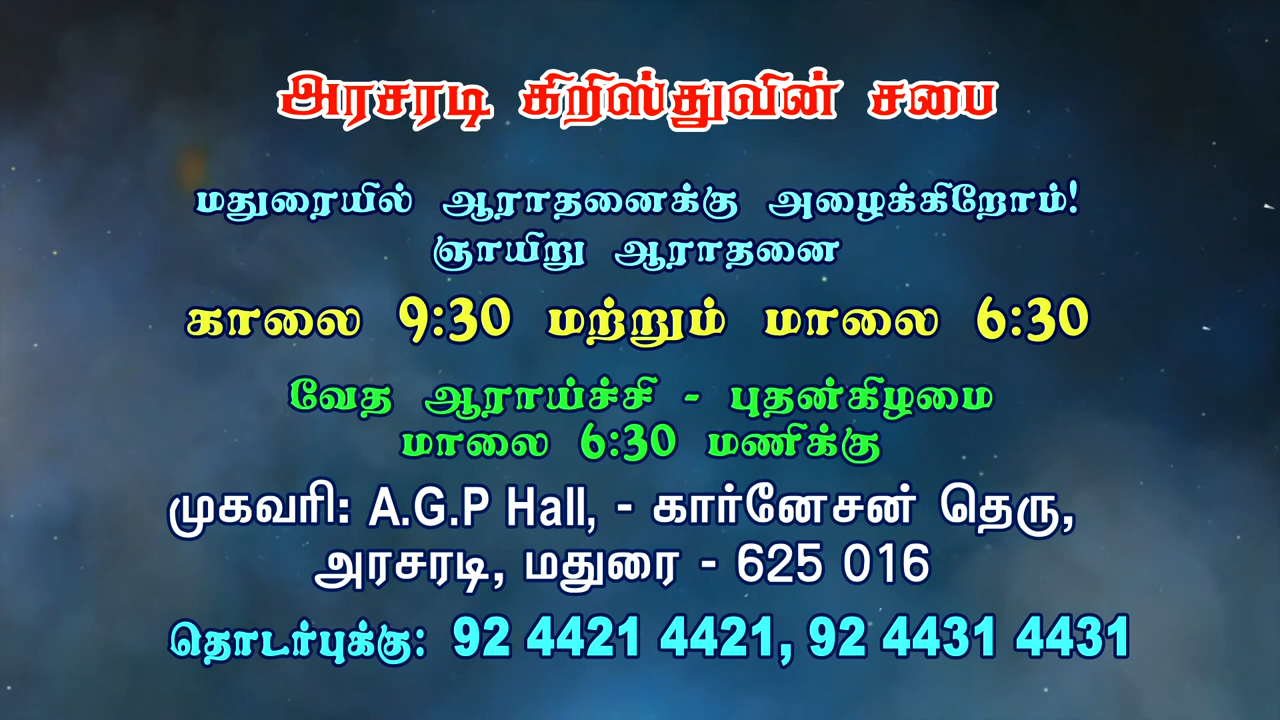 அரசரடி கிறிஸ்துவின் சபை
மதுரையில் ஆராதனைக்கு அழைக்கிறோம்!
ஞாயிறு ஆராதனை
காலை 9:30 மற்றும் மாலை 6:30
வேத ஆராய்ச்சி - புதன்கிழமை
மாலை 6:30 மணிக்கு
முகவரி: A.G.P Hall, - கார்னேசன் தெரு,
அரசரடி, மதுரை - 625 016
தொடர்புக்கு: 92 4421 4421, 92 4431 4431